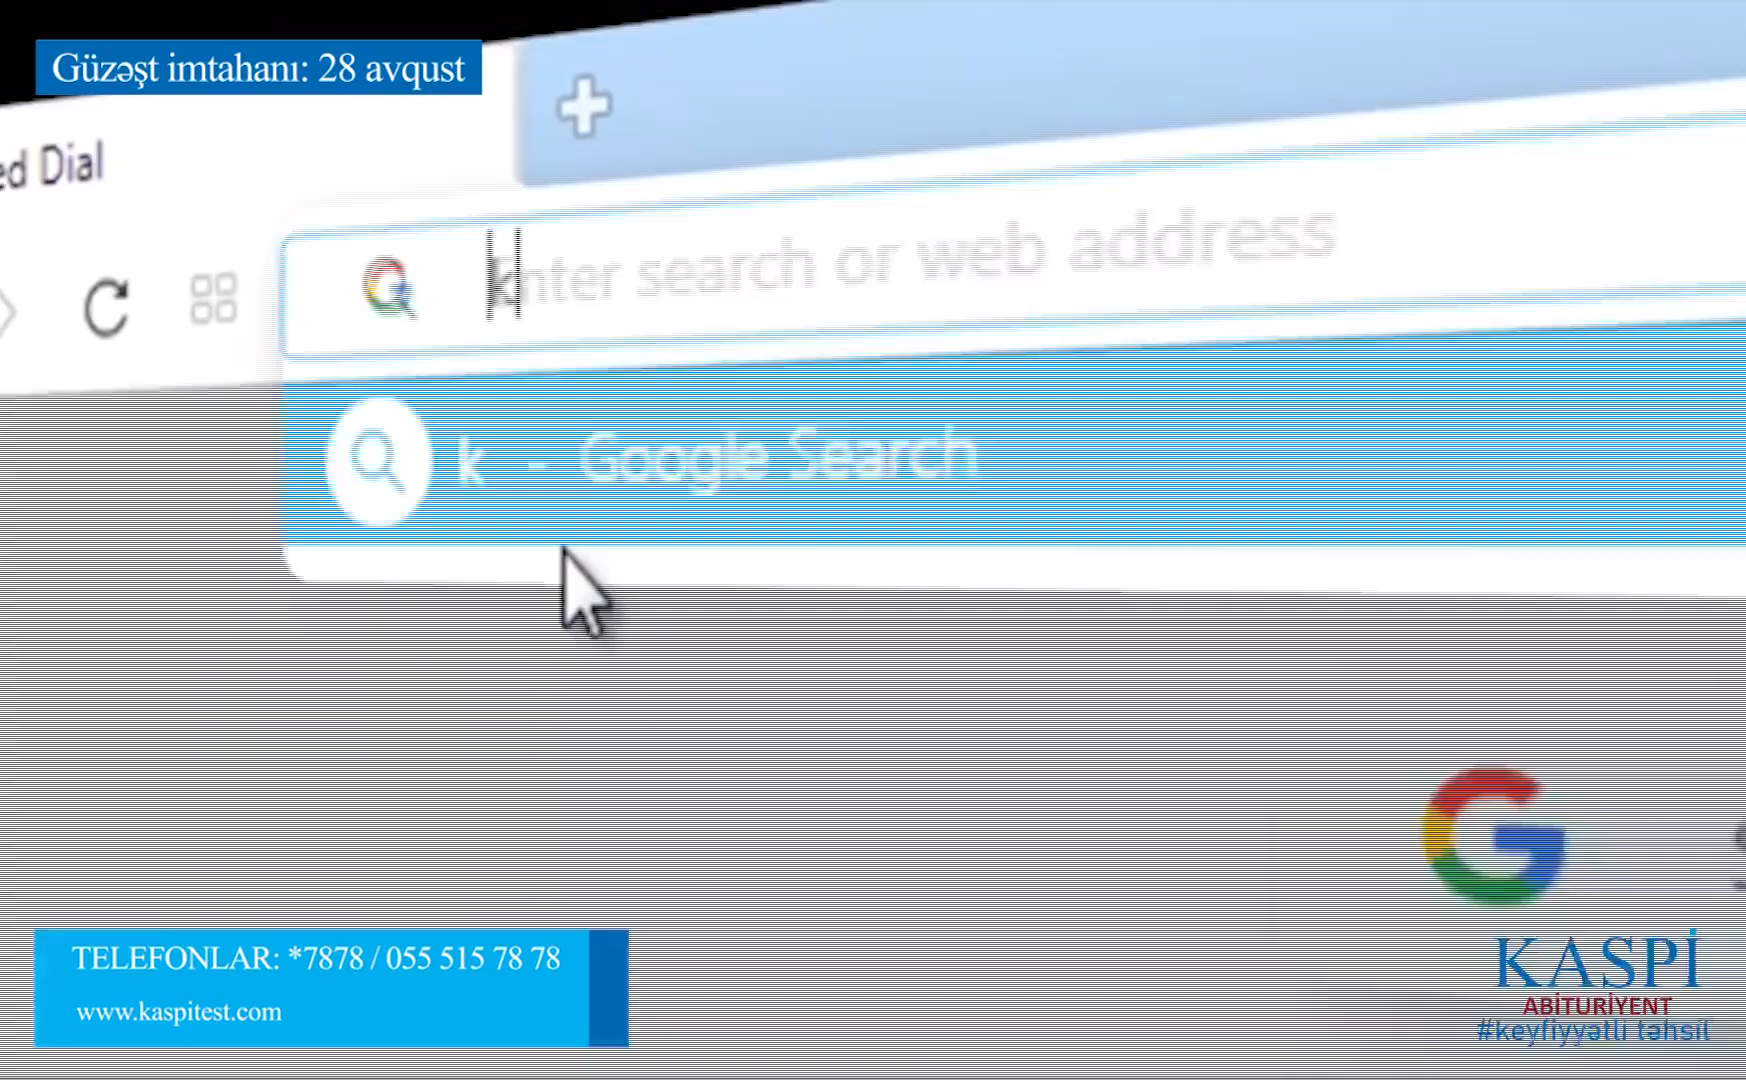 Güzəşt imtahanı: 28 avqust
ed Dial
k
Enter search or web address
k - Google Search
TELEFONLAR: *7878 / 055 515 78 78
www.kaspitest.com
KASPİ
ABİTURİYENT
#keyfiyyətli təhsil